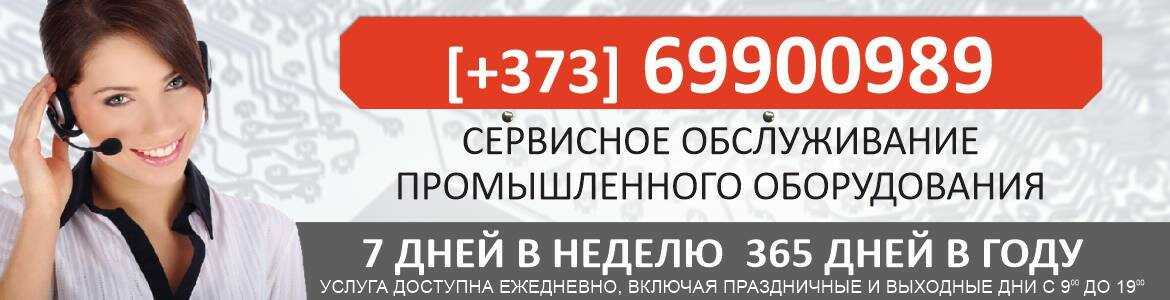 [+373] 69900989
СЕРВИСНОЕ ОБСЛУЖИВАНИЕ
ПРОМЫШЛЕННОГО ОБОРУДОВАНИЯ
7 ДНЕЙ В НЕДЕЛЮ 365 ДНЕЙ В ГОДУ
УСЛУГА ДОСТУПНА ЕЖЕДНЕВНО, ВКЛЮЧАЯ ПРАЗДНИЧНЫЕ И ВЫХОДНЫЕ ДНИ С 9⁰⁰ ДО 19⁰⁰